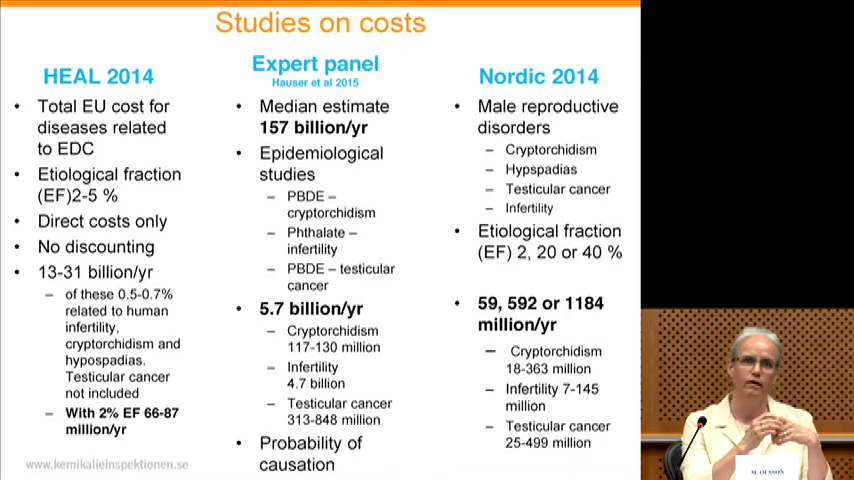 Studies on costs
HEAL 2014
• Total EU cost for
diseases related
to EDC
• Etiological fraction
(EF)2-5 %
• Direct costs only
• No discounting
• 13-31 billion/yr
– of these 0.5-0.7%
related to human
infertility,
cryptorchidism and
hypospadias.
Testicular cancer
not included
– With 2% EF 66-87
million/yr
Expert panel
Hauser et al 2015
• Median estimate
157 billion/yr
• Epidemiological
studies
– PBDE –
cryptorchidism
– Phthalate –
infertility
– PBDE – testicular
cancer
• 5.7 billion/yr
– Cryptorchidism
117-130 million
– Infertility
4.7 billion
– Testicular cancer
313-848 million
• Probability of
causation
Nordic 2014
• Male reproductive
disorders
– Cryptorchidism
– Hypspadias
– Testicular cancer
– Infertility
• Etiological fraction
(EF) 2, 20 or 40 %
• 59, 592 or 1184
million/yr
– Cryptorchidism
18-363 million
– Infertility 7-145
million
– Testicular cancer
25-499 million
www.kemikalieinspektionen.se